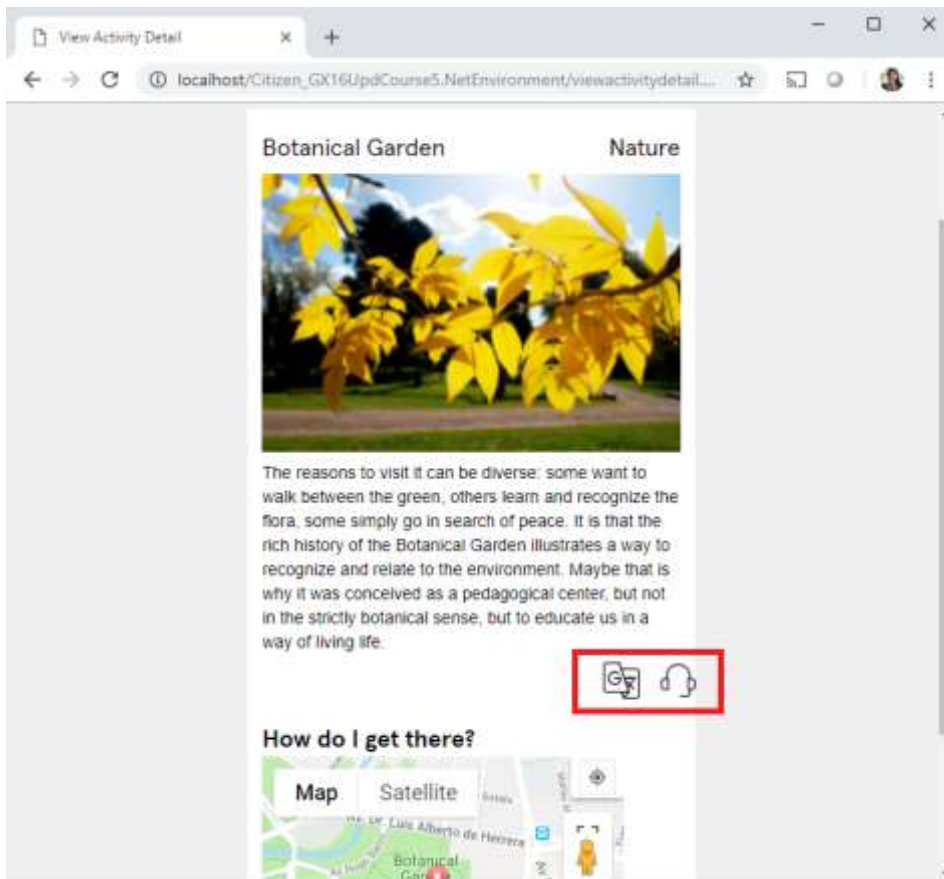 View Activity Detail
localhost/Citizen_GX16UpdCourse5.NetEnvironment/viewactivitydetail....
Botanical Garden Nature
The reasons to visit it can be diverse: some want to
walk between the green, others learn and recognize the
flora, some simply go in search of peace. It is that the
rich history of the Botanical Garden illustrates a way to
recognize and relate to the environment. Maybe that is
why it was conceived as a pedagogical center, but not
in the strictly botanical sense, but to educate us in a
way of living life.
G
How do I get there?
Map Satellite
Av. Dr. Luis Alberto de Herrera
Botanical
Garden